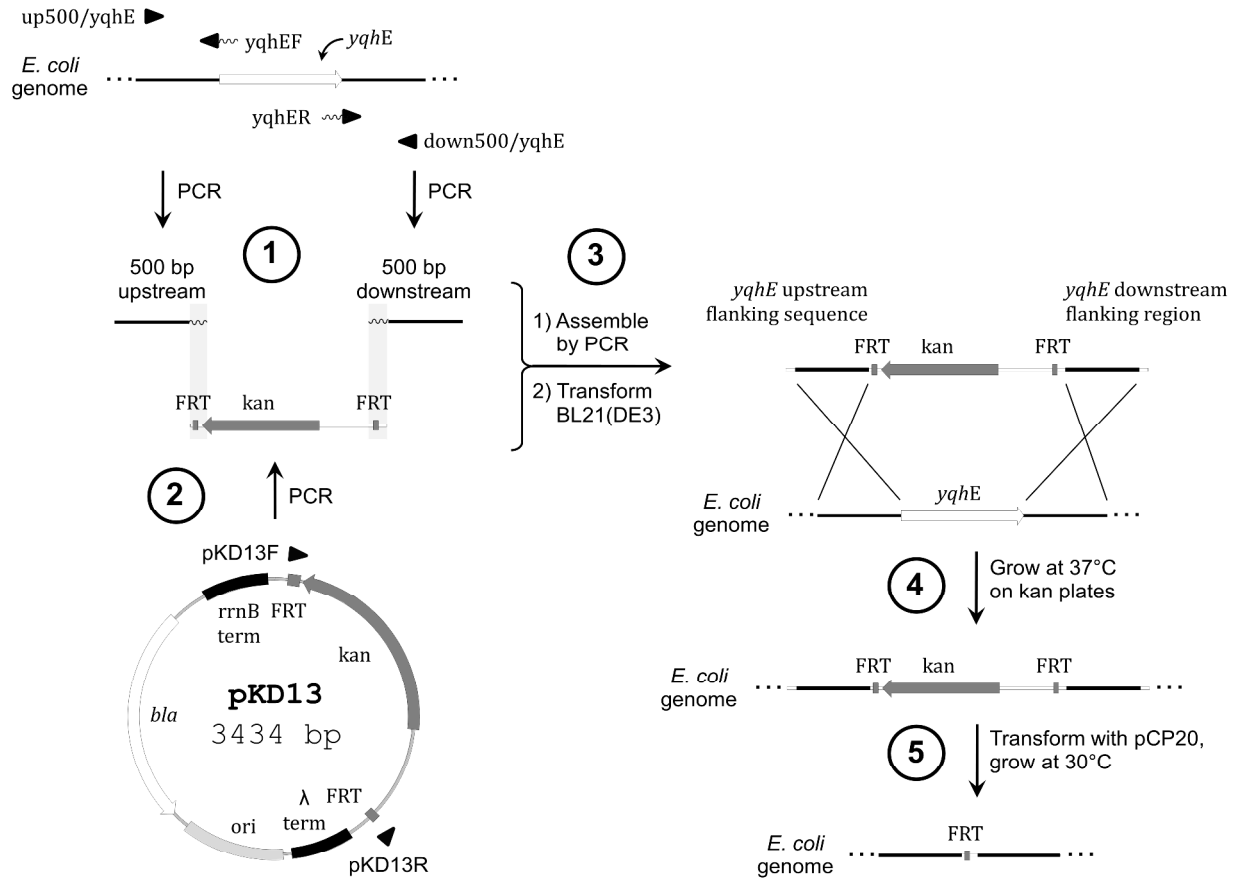 up500/yqhE
yqhEF
yqhE
E. coli
genome
yqhER
down500/yqhE
PCR
PCR
1
500 bp
upstream
500 bp
downstream
FRT
kan
FRT
2
PCR
3
1) Assemble
by PCR
2) Transform
BL21(DE3)
pKD13F
rrnB
term
FRT
kan
bla
pKD13
3434 bp
ori
λ
term
FRT
pKD13R
yqhE upstream
flanking sequence
yqhE downstream
flanking region
FRT
kan
FRT
E. coli
genome
yqhE
4
Grow at 37°C
on kan plates
E. coli
genome
FRT
kan
FRT
5
Transform with pCP20,
grow at 30°C
E. coli
genome
FRT